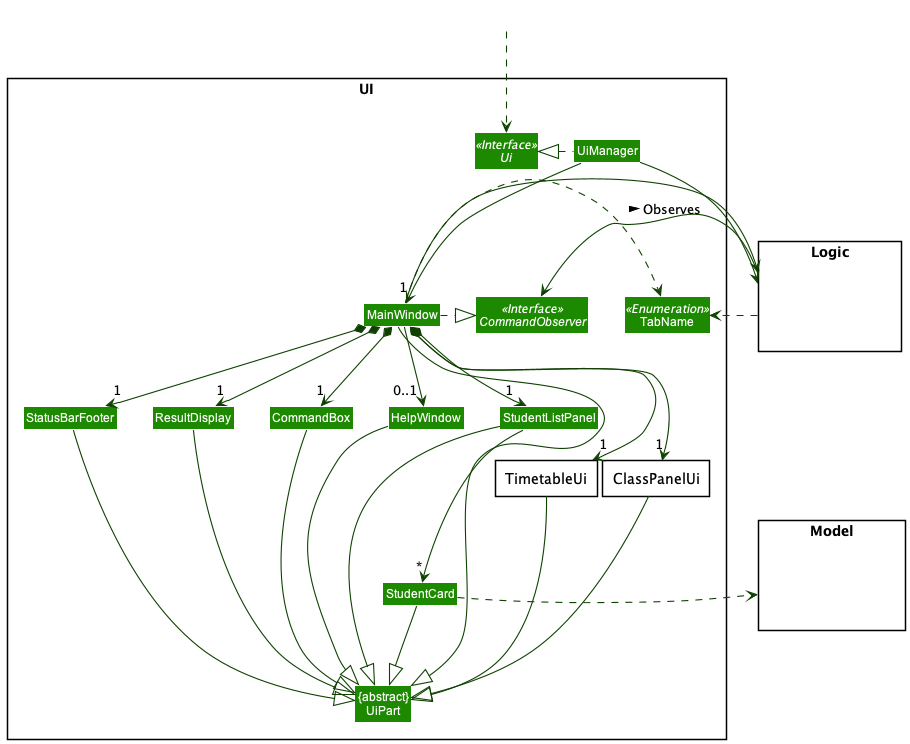 UI
«Interface»
Ui
UiManager
Observes
Logic
1
MainWindow
«Interface»
CommandObserver
«Enumeration»
TabName
1
1
1
0..1
1
StatusBarFooter
ResultDisplay
CommandBox
HelpWindow
StudentListPanel
1
1
TimetableUi
ClassPanelUi
Model
*
StudentCard
{abstract}
UiPart